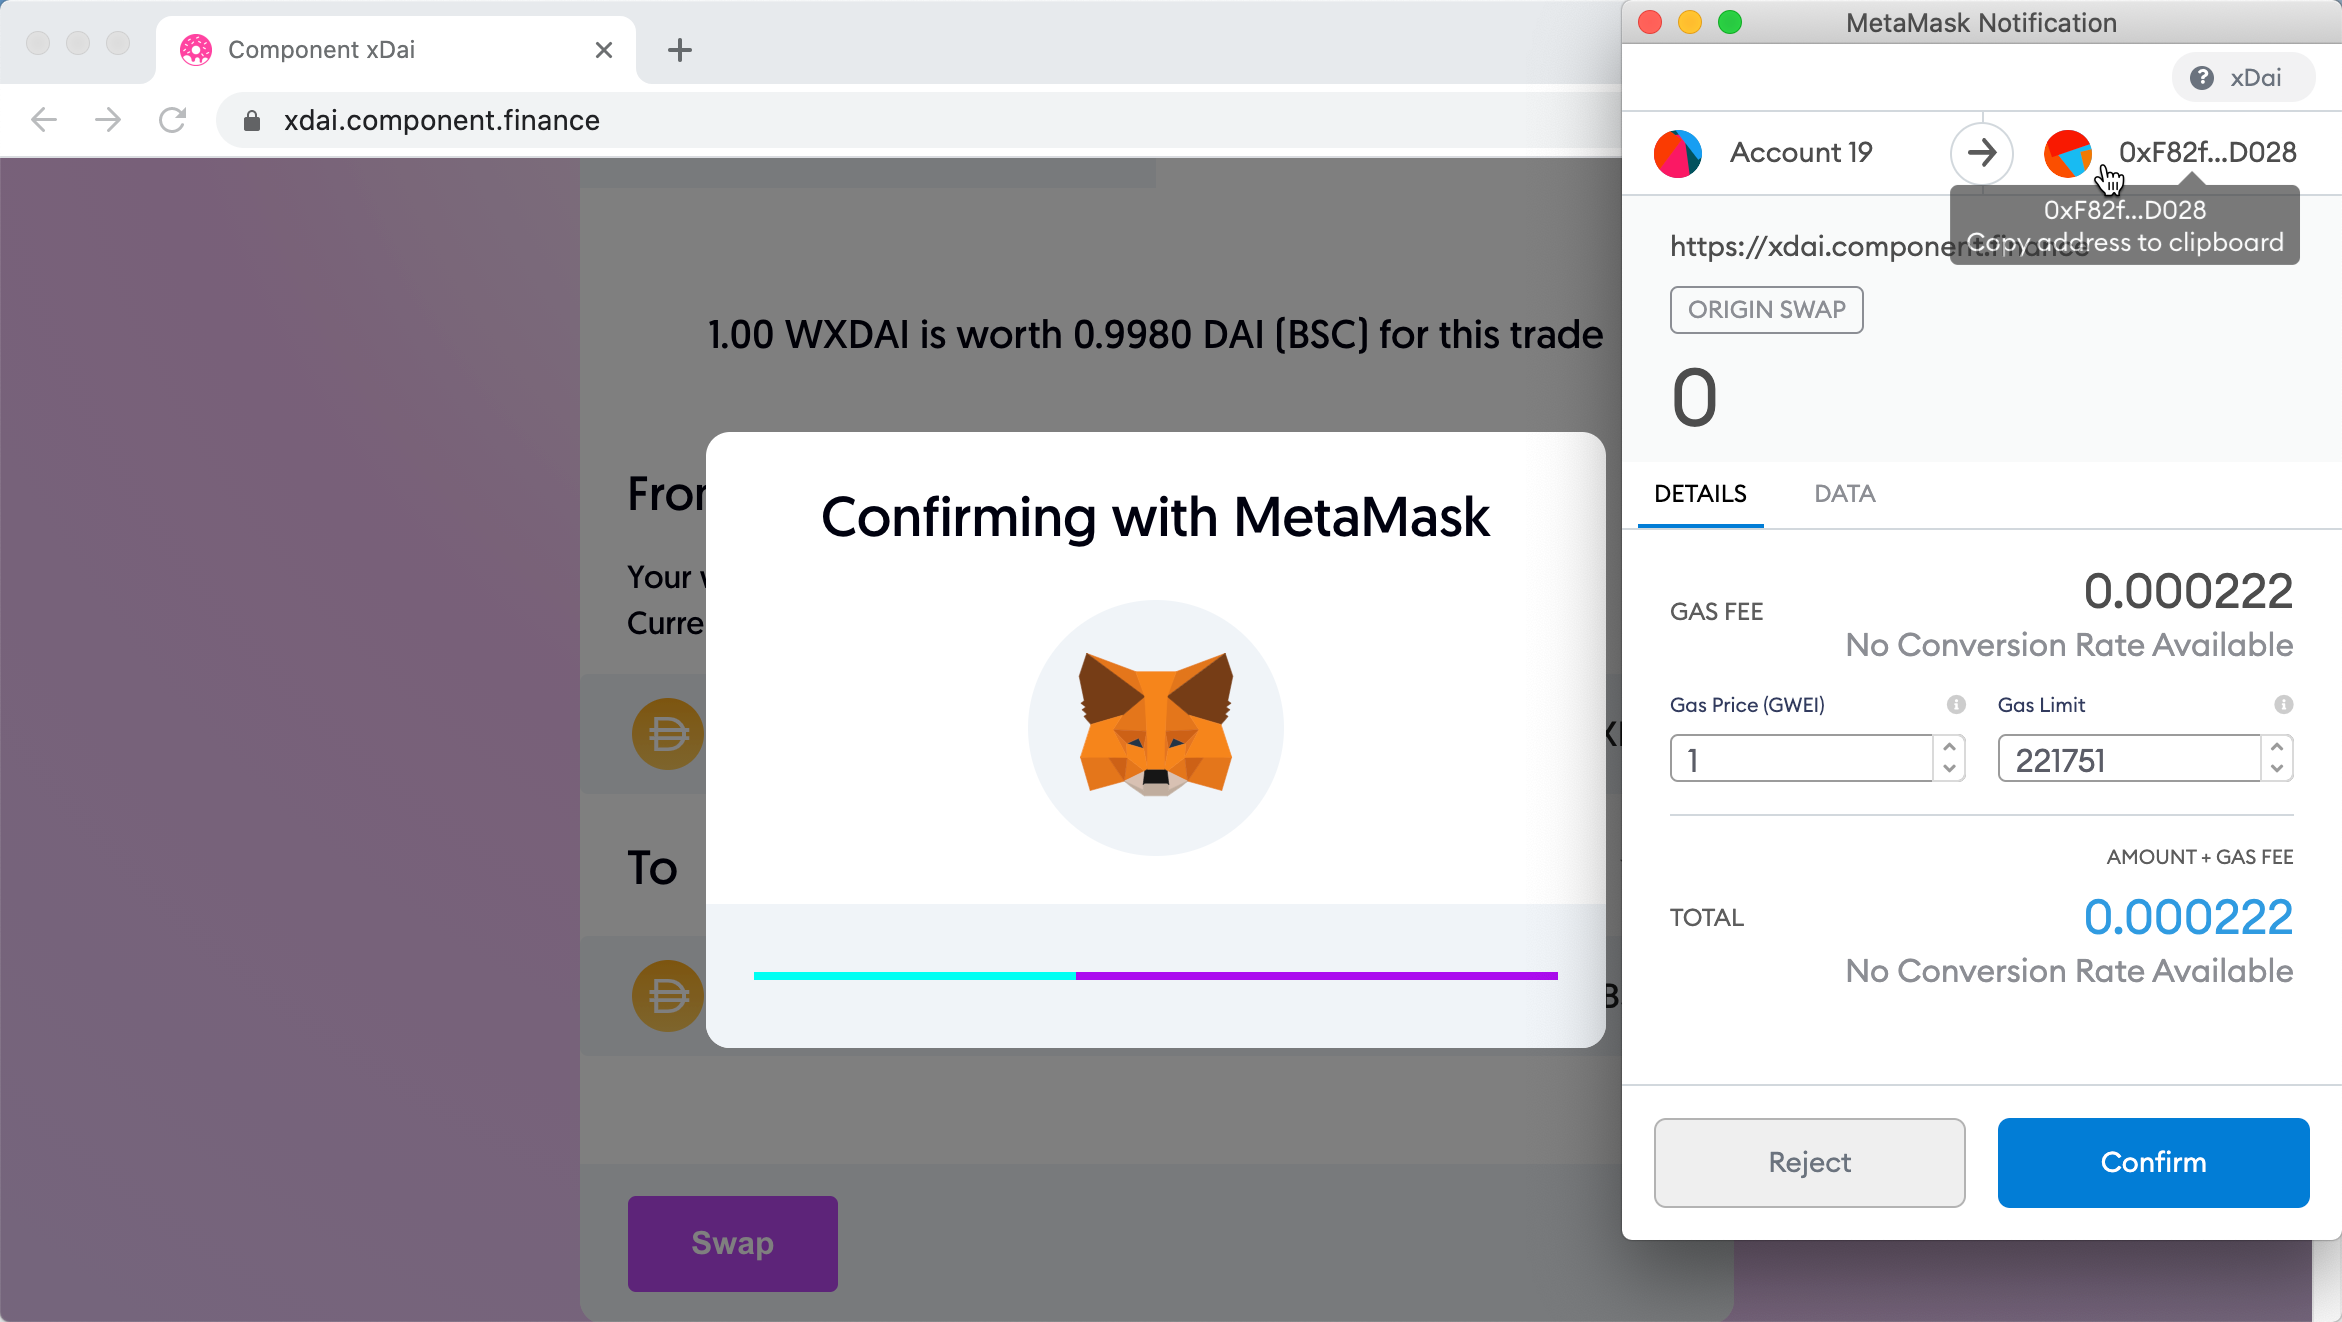 Component xDai
xdai.component.finance
1.00 WXDAI is worth 0.9980 DAI [BSC] for this trade
Confirming with MetaMask
To
Swap
MetaMask Notification
xDai
Account 19
0xF82f...D028
0xF82f...D028
Copy address to clipboard
https://xdai.component.finance
ORIGIN SWAP
0
DETAILS
DATA
GAS FEE
0.000222
No Conversion Rate Available
Gas Price (GWEI)
Gas Limit
1
221751
AMOUNT + GAS FEE
TOTAL
0.000222
No Conversion Rate Available
Reject
Confirm